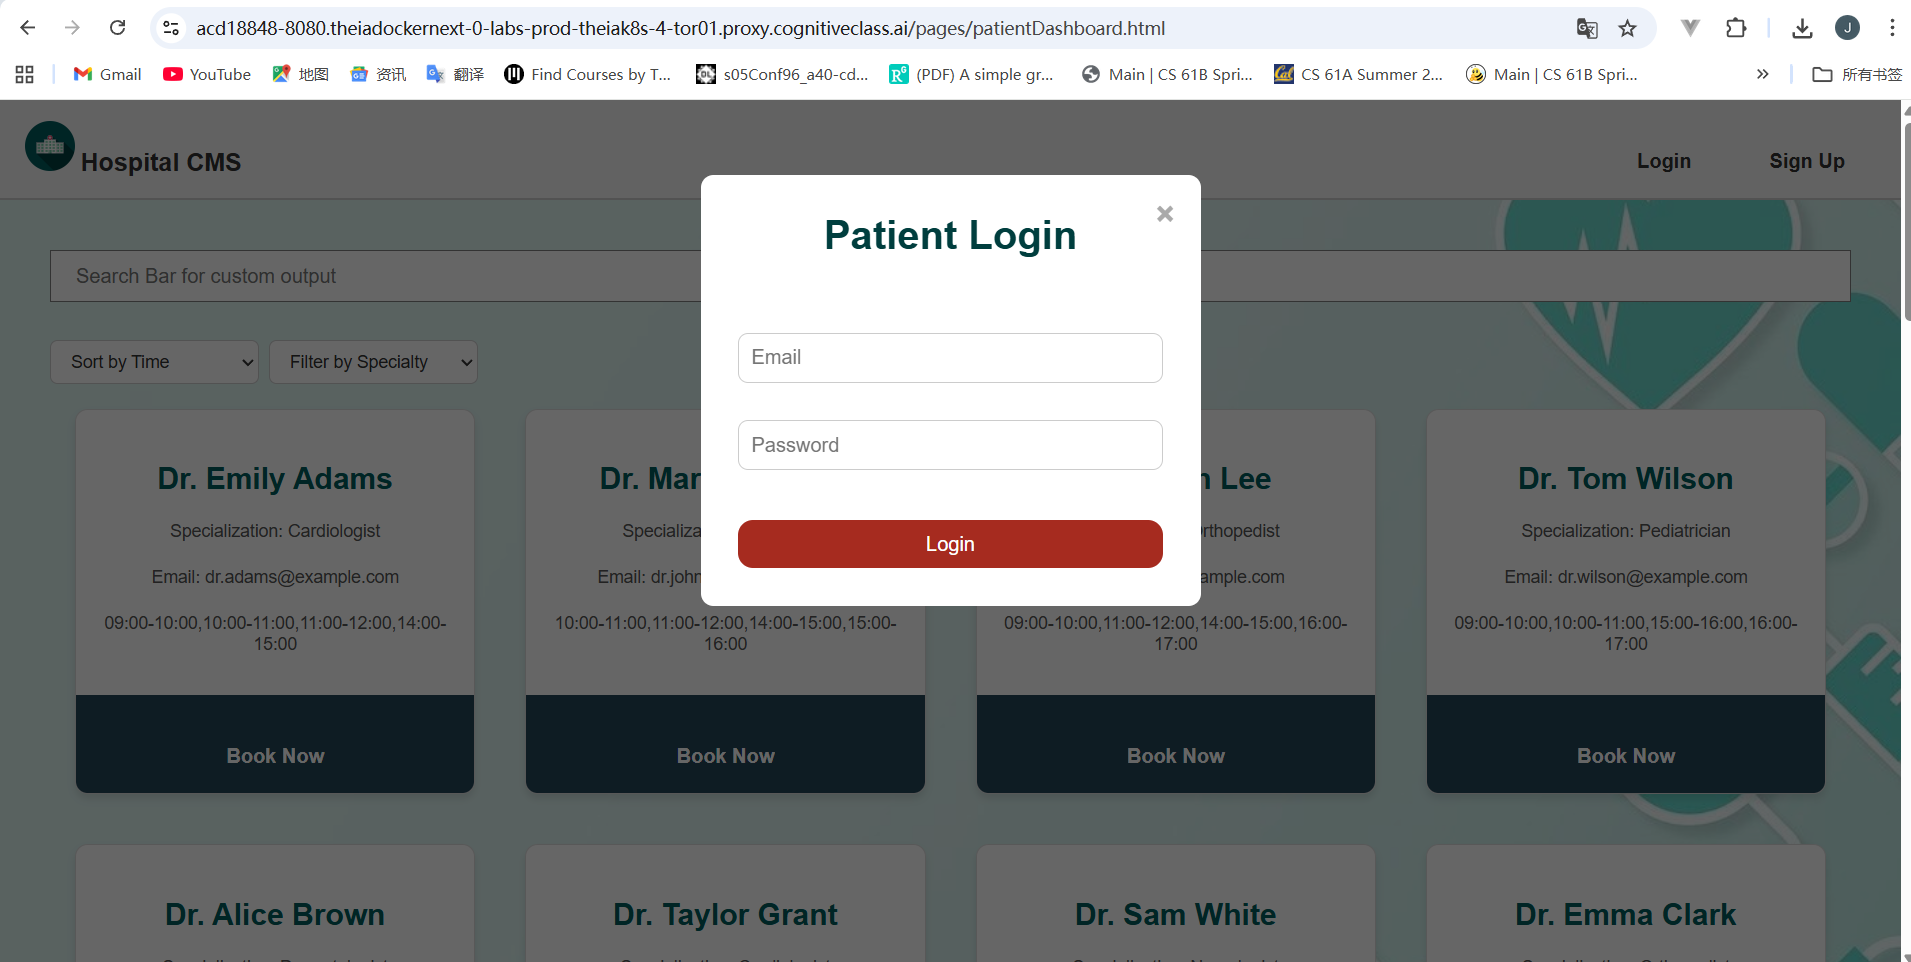 acd18848-8080.theiadockernext-0-labs-prod-theiak8s-4-tor01.proxy.cognitiveclass.ai/pages/patientDashboard.html
J
Gmail
YouTube
地图
资讯
翻译
Find Courses by T...
s05Conf96_a40-cd...
(PDF) A simple gr...
Main | CS 61B Spri...
CS 61A Summer 2...
Main | CS 61B Spri...
»
所有书签
Hospital CMS
Login
Sign Up
Patient Login
×
Search Bar for custom output
Email
Sort by Time
Filter by Specialty
Password
Login
Dr. Emily Adams
Specialization: Cardiologist
Email: dr.adams@example.com
09:00-10:00,10:00-11:00,11:00-12:00,14:00-
15:00
Book Now
Dr. Mar
Specializa
Email: dr.john
10:00-11:00,11:00-12:00,14:00-15:00,15:00-
16:00
Book Now
Lee
rthopedist
ample.com
09:00-10:00,11:00-12:00,14:00-15:00,16:00-
17:00
Book Now
Dr. Tom Wilson
Specialization: Pediatrician
Email: dr.wilson@example.com
09:00-10:00,10:00-11:00,15:00-16:00,16:00-
17:00
Book Now
Dr. Alice Brown
Dr. Taylor Grant
Dr. Sam White
Dr. Emma Clark